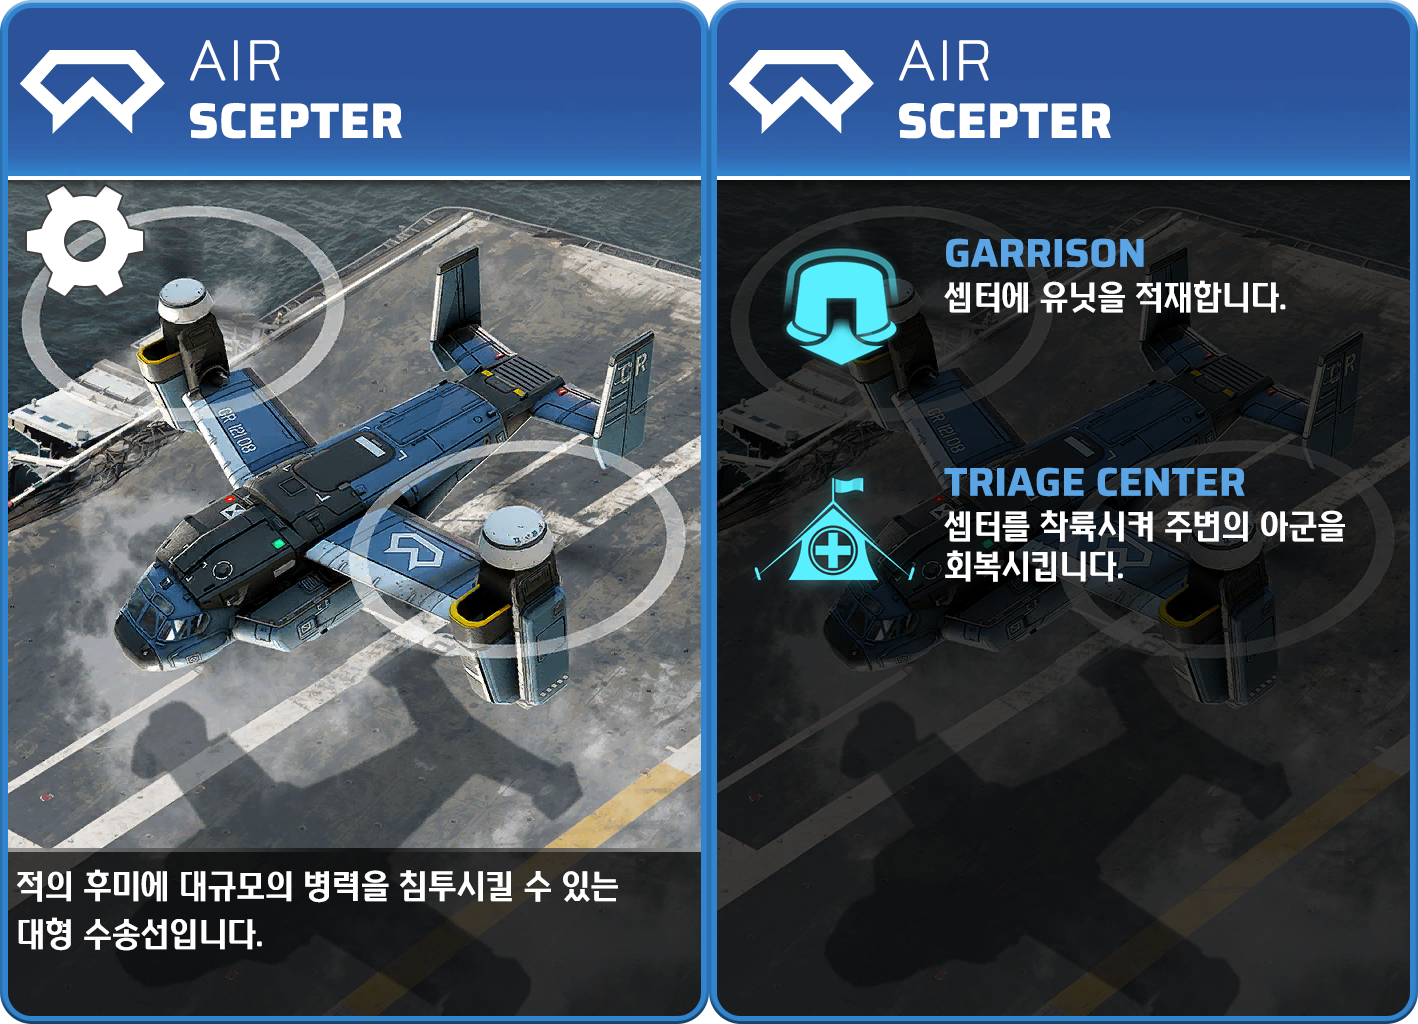 AIR
SCEPTER
GR 12108
CR
적의 후미에 대규모의 병력을 침투시킬 수 있는
대형 수송선입니다.
AIR
SCEPTER
GARRISON
셉터에 유닛을 적재합니다.
TRIAGE CENTER
셉터를 착륙시켜 주변의 아군을
회복시킵니다.